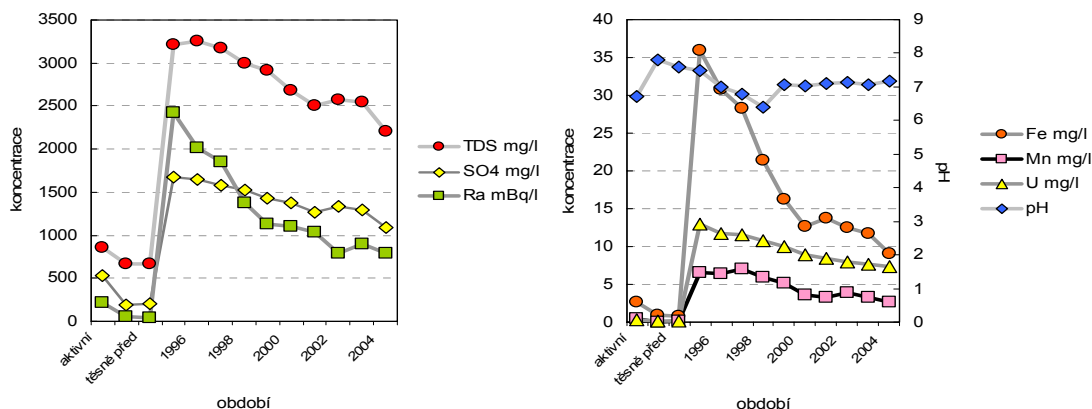 3500
3000
2500
2000
1500
1000
500
0
koncentrace
aktivní
těsně před
1996
1998
2000
2002
2004
období
TDS mg/l
SO4 mg/l
Ra mBq/l
40
35
30
25
20
15
10
5
0
koncentrace
9
8
7
6
5
4
3
2
1
0
pH
aktivní
těsně před
1996
1998
2000
2002
2004
období
Fe mg/l
Mn mg/l
U mg/l
pH